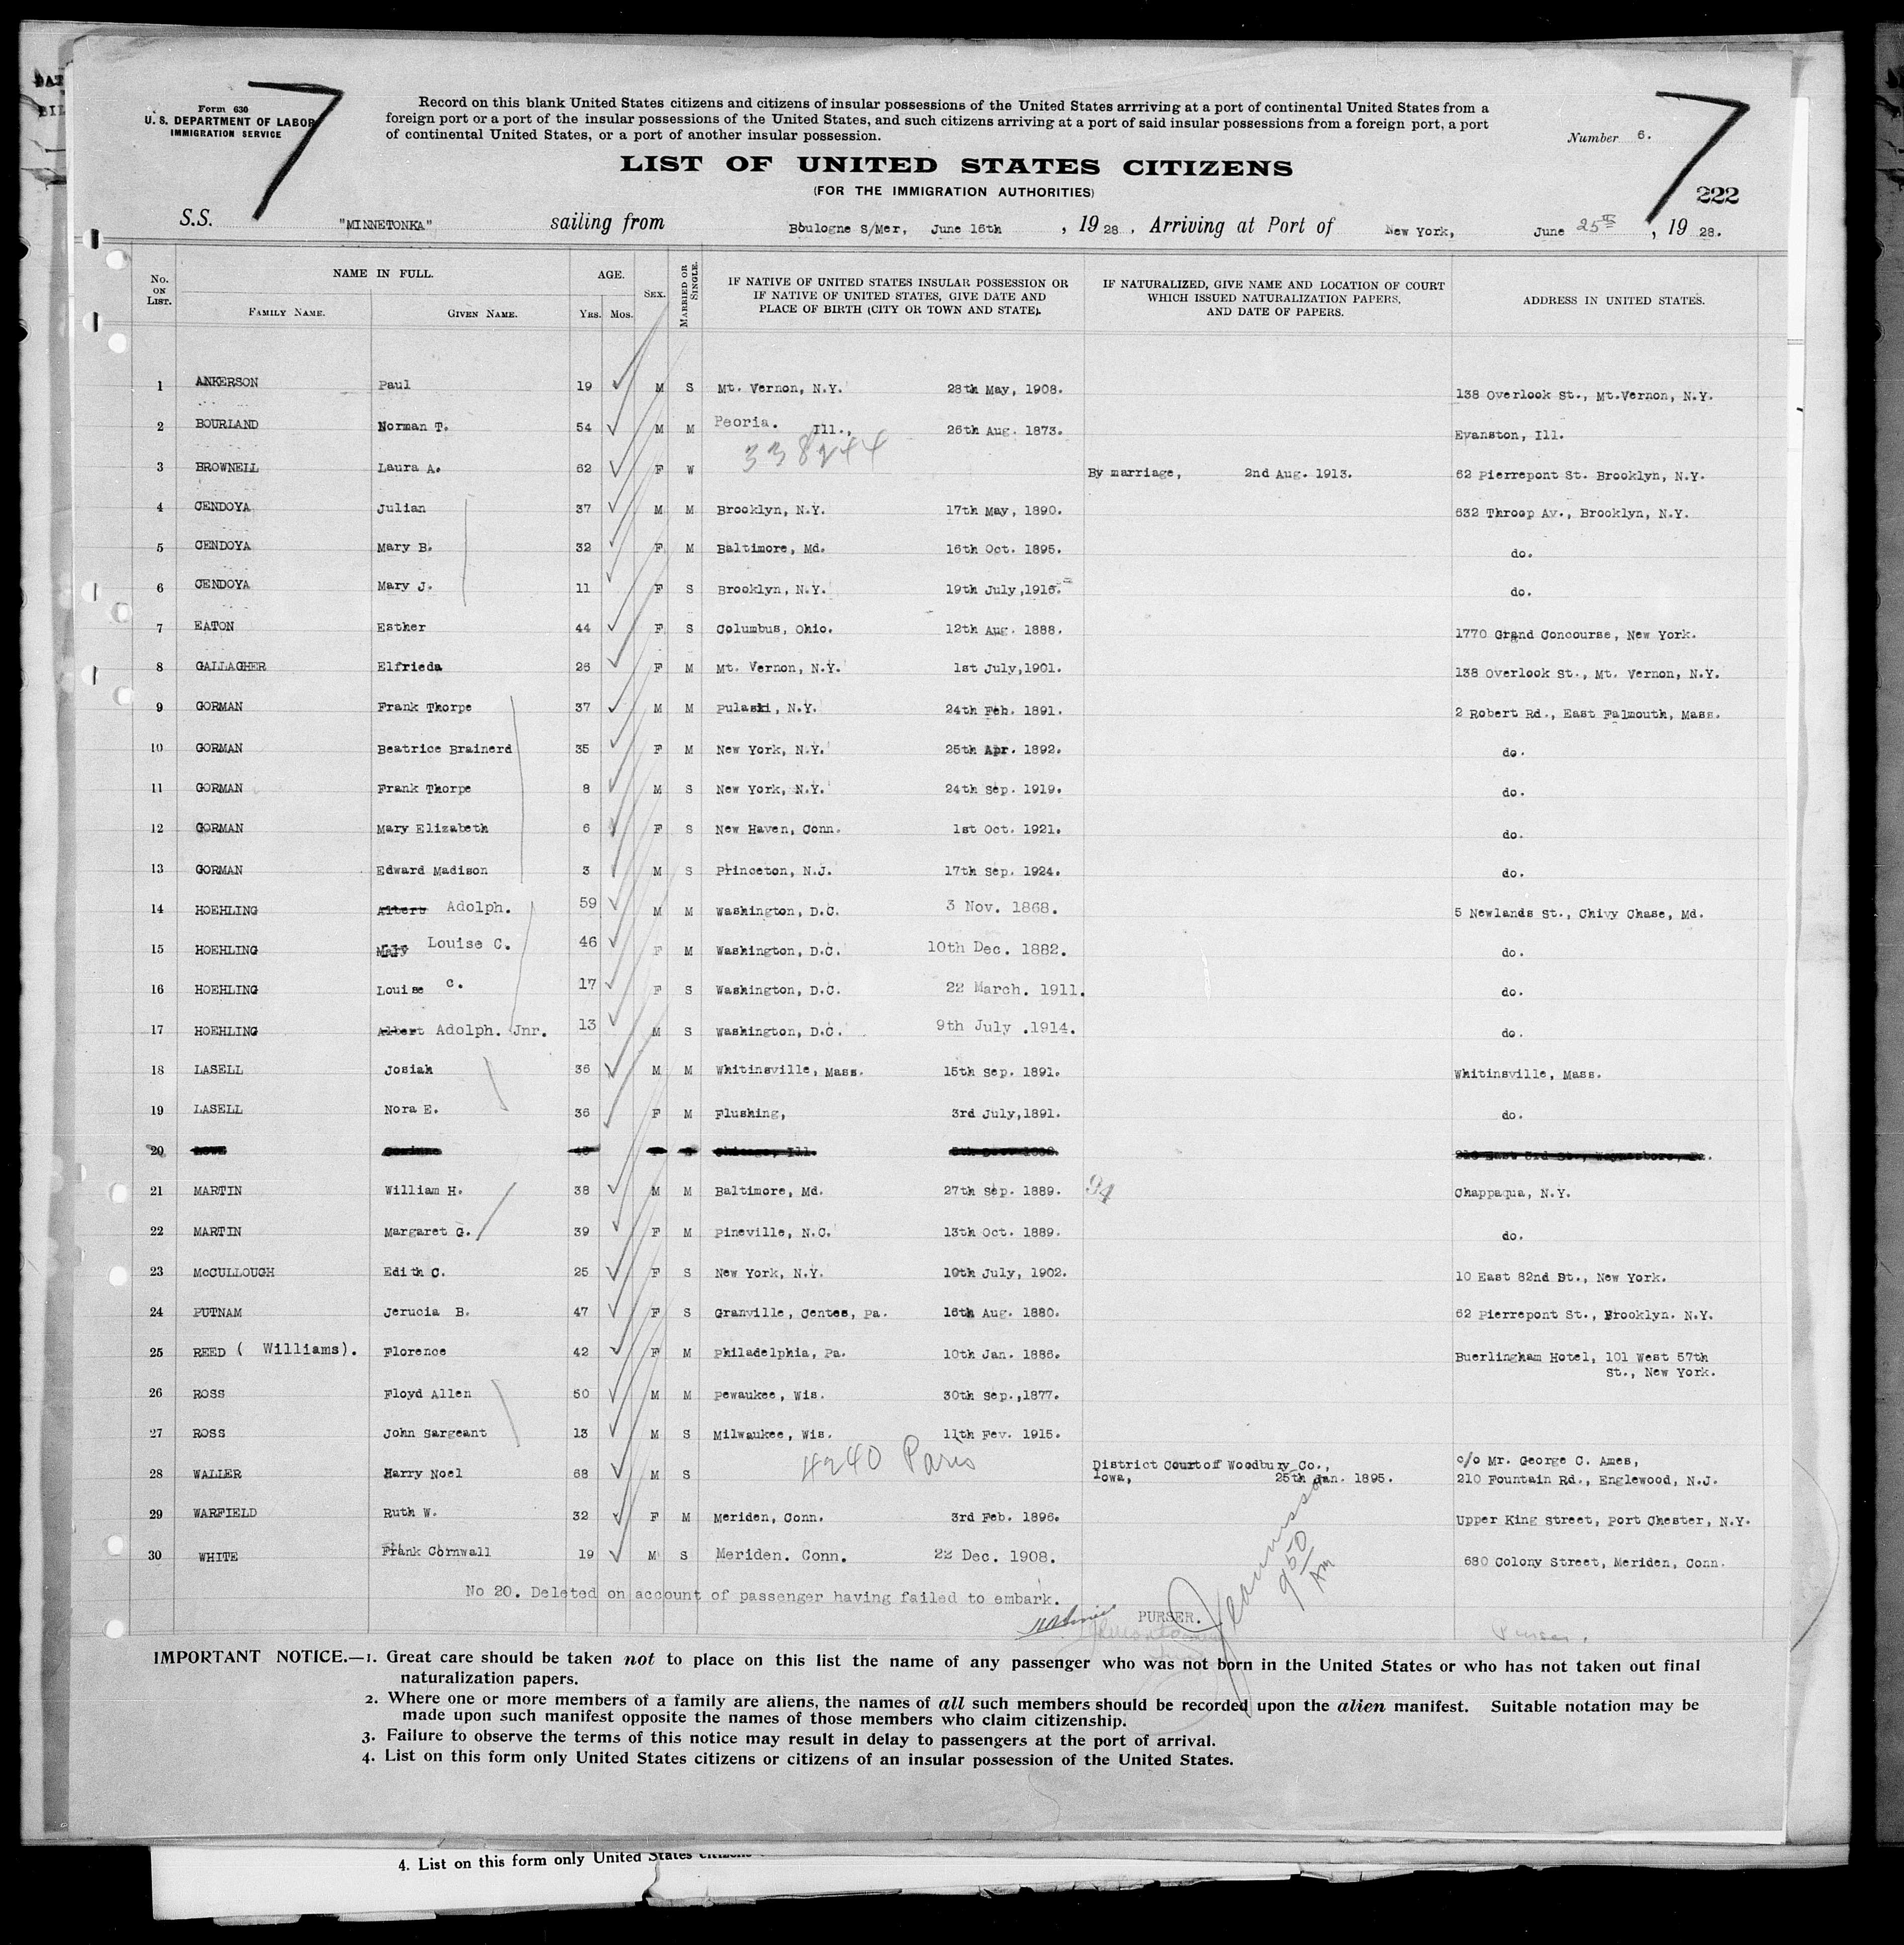 Form 630
U. S. DEPARTMENT OF LABOR
IMMIGRATION SERVICE
Record on this blank United States citizens and citizens of insular possessions of the United States arrriving at a port of continental United States from a
foreign port or a port of the insular possessions of the United States, and such citizens arriving at a port of said insular possessions from a foreign port, a port
of continental United States, or a port of another insular possession.
Number 6.
7
7
LIST OF UNITED STATES CITIZENS
(FOR THE IMMIGRATION AUTHORITIES)
222
S.S. "MINNETONKA" sailing from Boulogne S/Mer, June 16th , 1928 , Arriving at Port of New York, June 25th , 1928.
No. ON LIST. NAME IN FULL. FAMILY NAME. GIVEN NAME. AGE. YRS. MOS. SEX. MARRIED OR SINGLE. IF NATIVE OF UNITED STATES INSULAR POSSESSION OR IF NATIVE OF UNITED STATES, GIVE DATE AND PLACE OF BIRTH (CITY OR TOWN AND STATE). IF NATURALIZED, GIVE NAME AND LOCATION OF COURT WHICH ISSUED NATURALIZATION PAPERS, AND DATE OF PAPERS. ADDRESS IN UNITED STATES.
1 ANKERSON Paul 19 M S Mt. Vernon, N.Y. 28th May, 1908. 138 Overlook St., Mt.Vernon, N.Y.
2 BOURLAND Norman T. 54 M M Peoria. Ill., 26th Aug. 1873. Evanston, Ill.
338244
3 BROWNELL Laura A. 62 F W By marriage, 2nd Aug. 1913. 62 Pierrepont St. Brooklyn, N.Y.
4 CENDOYA Julian 37 M M Brooklyn, N.Y. 17th May, 1890. 632 Throop Av., Brooklyn, N.Y.
5 CENDOYA Mary B. 32 F M Baltimore, Md. 16th Oct. 1895. do.
6 CENDOYA Mary J. 11 F S Brooklyn, N.Y. 19th July,1916. do.
7 EATON Esther 44 F S Columbus, Ohio. 12th Aug. 1888. 1770 Grand Concourse, New York.
8 GALLAGHER Elfrieda 26 F M Mt. Vernon, N.Y. 1st July,1901. 138 Overlook St., Mt. Vernon, N.Y.
9 GORMAN Frank Thorpe 37 M M Pulaski, N.Y. 24th Feb. 1891. 2 Robert Rd., East Falmouth, Mass.
10 GORMAN Beatrice Brainerd 35 F M New York, N.Y. 25th Apr. 1892. do.
11 GORMAN Frank Thorpe 8 M S New York, N.Y. 24th Sep. 1919. do.
12 GORMAN Mary Elizabeth 6 F S New Haven, Conn. 1st Oct. 1921. do.
13 GORMAN Edward Madison 3 M S Princeton, N.J. 17th Sep. 1924. do.
14 HOEHLING Albert Adolph. 59 M M Washington, D.C. 3 Nov. 1868. 5 Newlands St., Chivy Chase, Md.
15 HOEHLING Mary Louise C. 46 F M Washington, D.C. 10th Dec. 1882. do.
16 HOEHLING Louise C. 17 F S Washington, D.C. 22 March. 1911. do.
17 HOEHLING Albert Adolph. Jnr. 13 M S Washington, D.C. 9th July .1914. do.
18 LASELL Josiah 36 M M Whitinsville, Mass. 15th Sep. 1891. Whitinsville, Mass.
19 LASELL Nora E. 36 F M Flushing, 3rd July,1891. do.
20 Chicago, Ill.
21 MARTIN William H. 38 M M Baltimore, Md. 27th Sep. 1889. 94 Chappaqua, N.Y.
22 MARTIN Margaret G. 39 F M Pineville, N.C. 13th Oct. 1889. do.
23 McCULLOUGH Edith C. 25 F S New York, N.Y. 10th July, 1902. 10 East 82nd St., New York.
24 PUTNAM Jerucia B. 47 F S Granville, Centes, Pa. 16th Aug. 1880. 62 Pierrepont St., Brooklyn. N.Y.
25 REED ( Williams). Florence 42 F M Philadelphia, Pa. 10th Jan. 1886. Buerlingham Hotel, 101 West 57th
St., New York.
26 ROSS Floyd Allen 50 M M Pewaukee, Wis. 30th Sep.,1877.
27 ROSS John Sargeant 13 M S Milwaukee, Wis. 11th Fev. 1915.
4240 Paris
28 WALLER Harry Noel 68 M S District Court of Woodbury Co., Iowa, 25th Jan. 1895. c/o Mr. George C. Ames,
210 Fountain Rd., Englewood, N.J.
29 WARFIELD Ruth W. 32 F M Meriden, Conn. 3rd Feb. 1896. Upper King Street, Port Chester, N.Y.
30 WHITE Frank Cornwall 19 M S Meriden. Conn. 22 Dec. 1908. 680 Colony Street, Meriden, Conn.
950 AM
No 20. Deleted on account of passenger having failed to embark.
PURSER.
Purser.
IMPORTANT NOTICE.—1. Great care should be taken not to place on this list the name of any passenger who was not born in the United States or who has not taken out final
naturalization papers.
2. Where one or more members of a family are aliens, the names of all such members should be recorded upon the alien manifest. Suitable notation may be
made upon such manifest opposite the names of those members who claim citizenship.
3. Failure to observe the terms of this notice may result in delay to passengers at the port of arrival.
4. List on this form only United States citizens or citizens of an insular possession of the United States.
4. List on this form only United States citizens